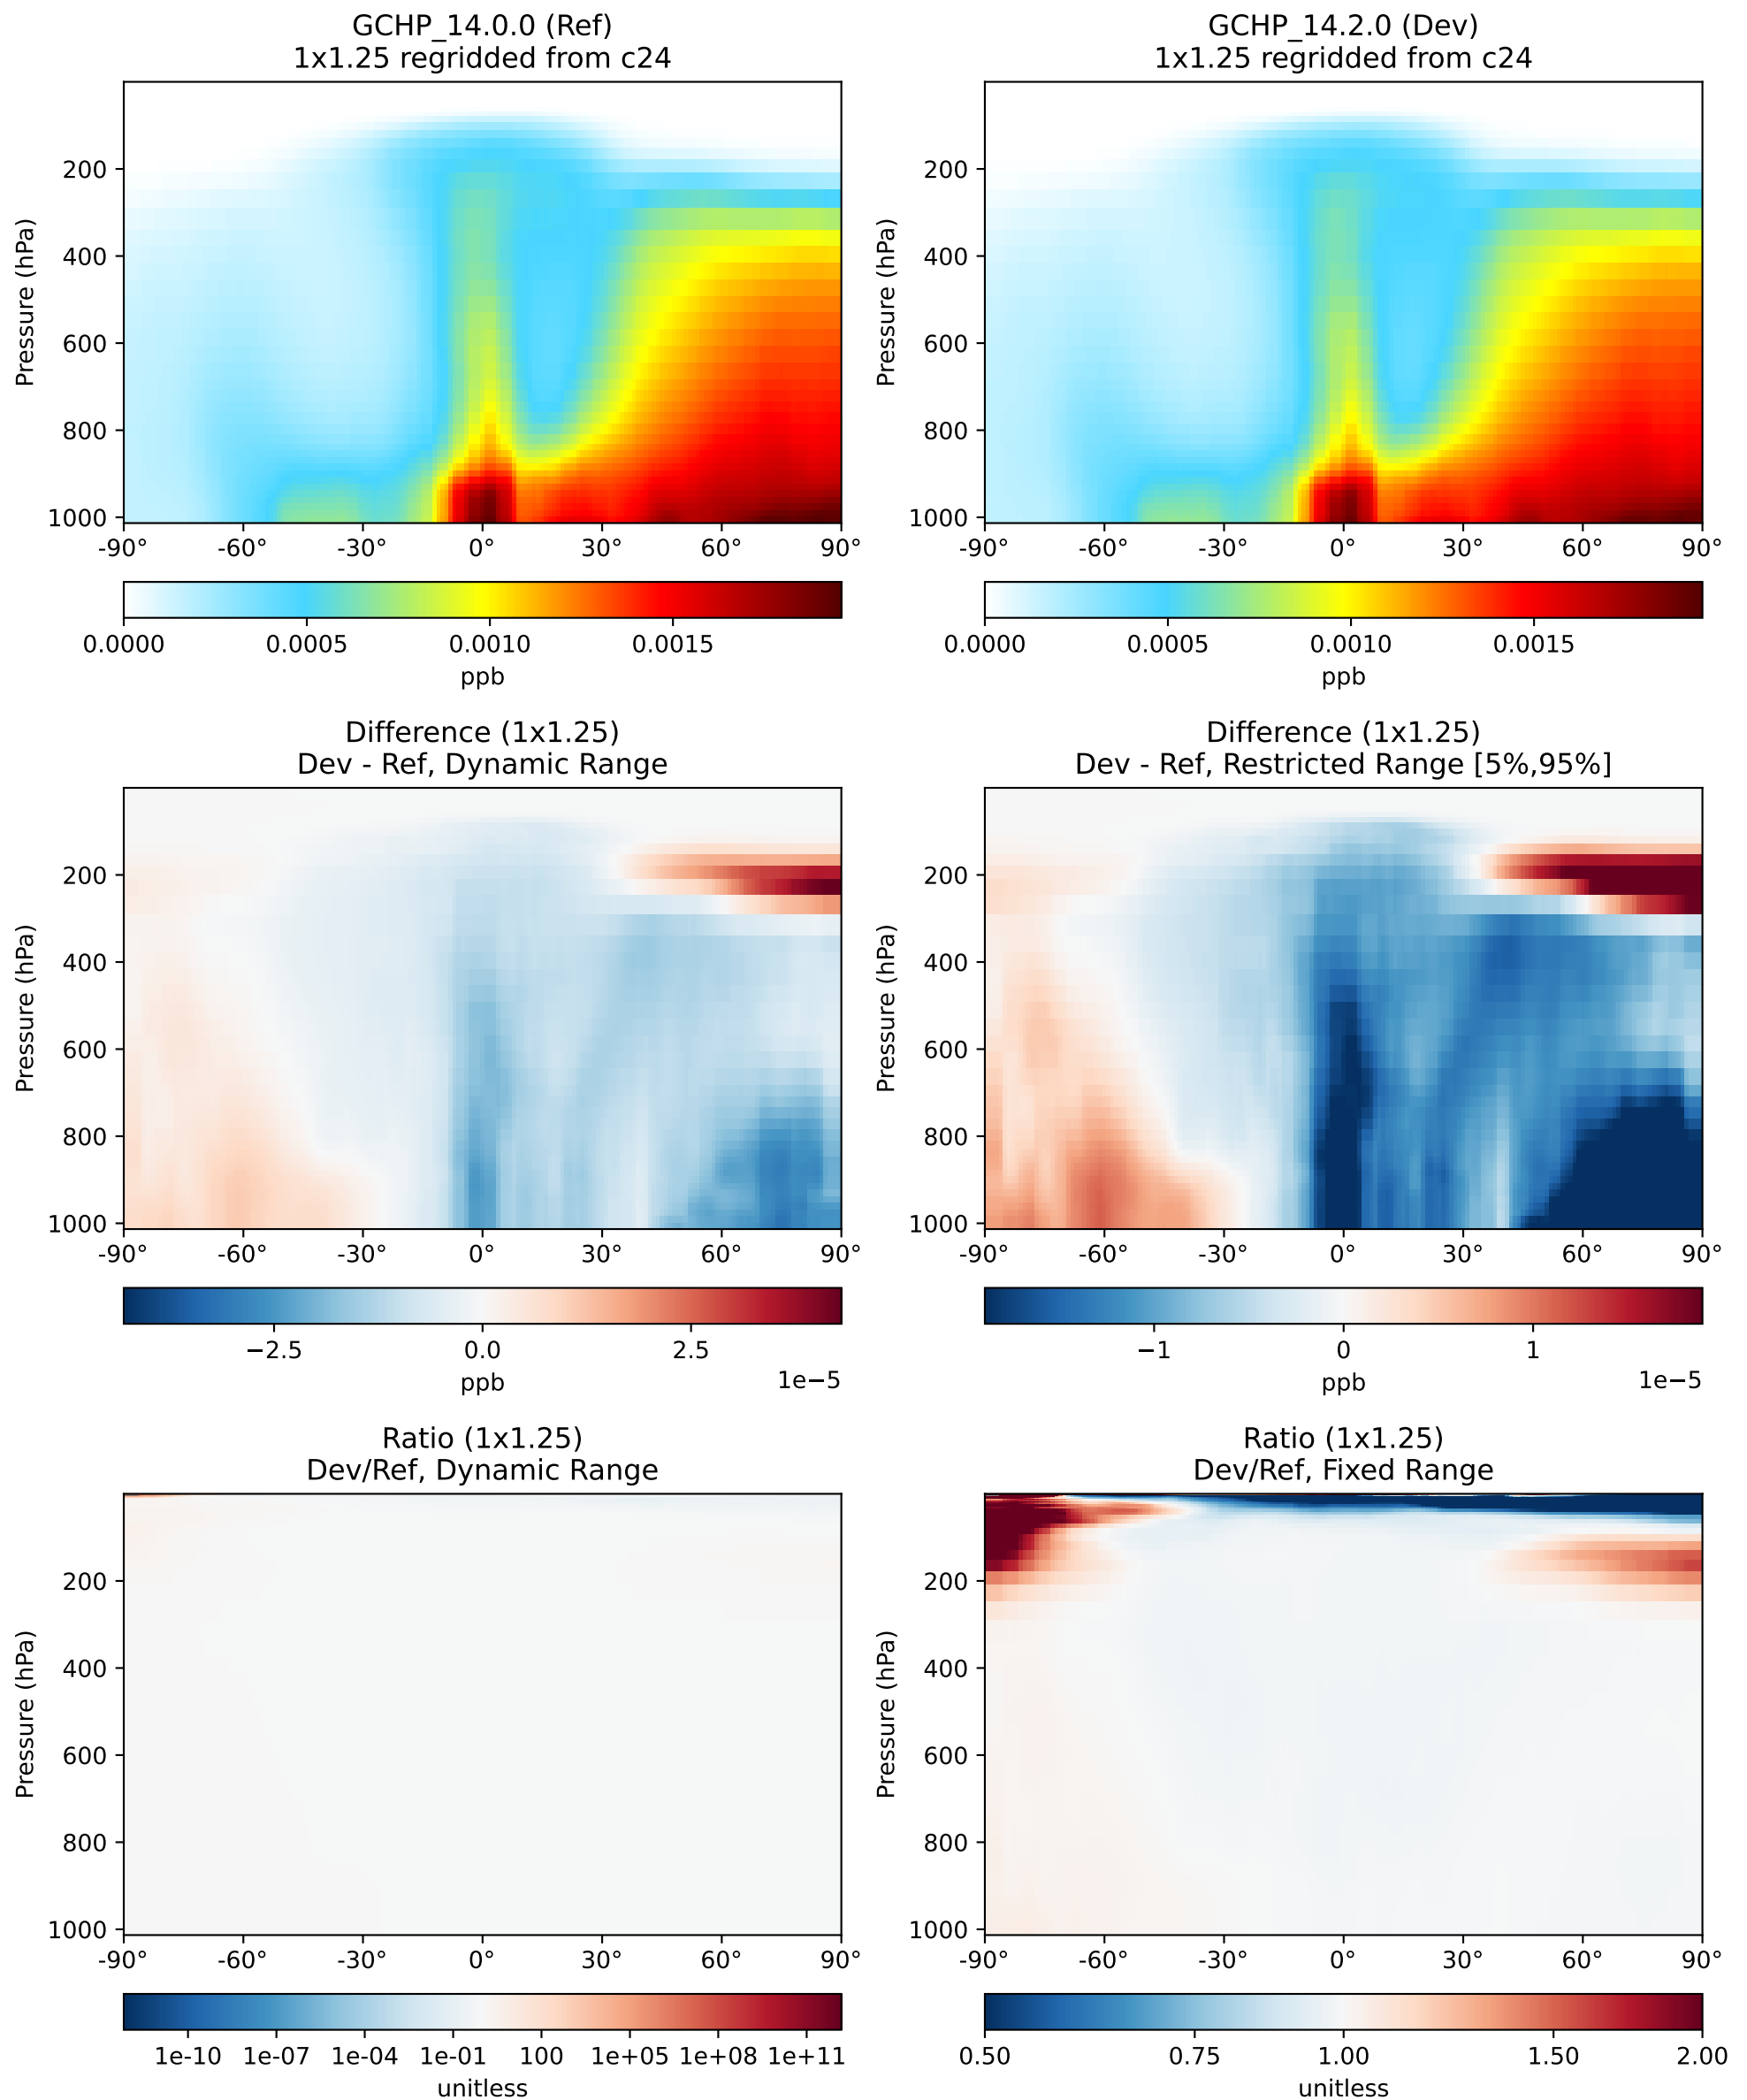 GCHP_14.0.0 (Ref)
1x1.25 regridded from c24
Pressure (hPa)
200
400
600
800
1000
-90° -60° -30° 0° 30° 60° 90°
0.0000 0.0005 0.0010 0.0015
ppb
GCHP_14.2.0 (Dev)
1x1.25 regridded from c24
Pressure (hPa)
200
400
600
800
1000
-90° -60° -30° 0° 30° 60° 90°
0.0000 0.0005 0.0010 0.0015
ppb
Difference (1x1.25)
Dev - Ref, Dynamic Range
Pressure (hPa)
200
400
600
800
1000
-90° -60° -30° 0° 30° 60° 90°
−2.5 0.0 2.5
1e−5
ppb
Difference (1x1.25)
Dev - Ref, Restricted Range [5%,95%]
Pressure (hPa)
200
400
600
800
1000
-90° -60° -30° 0° 30° 60° 90°
−1 0 1
1e−5
ppb
Ratio (1x1.25)
Dev/Ref, Dynamic Range
Pressure (hPa)
200
400
600
800
1000
-90° -60° -30° 0° 30° 60° 90°
1e-10 1e-07 1e-04 1e-01 100 1e+05 1e+08 1e+11
unitless
Ratio (1x1.25)
Dev/Ref, Fixed Range
Pressure (hPa)
200
400
600
800
1000
-90° -60° -30° 0° 30° 60° 90°
0.50 0.75 1.00 1.50 2.00
unitless